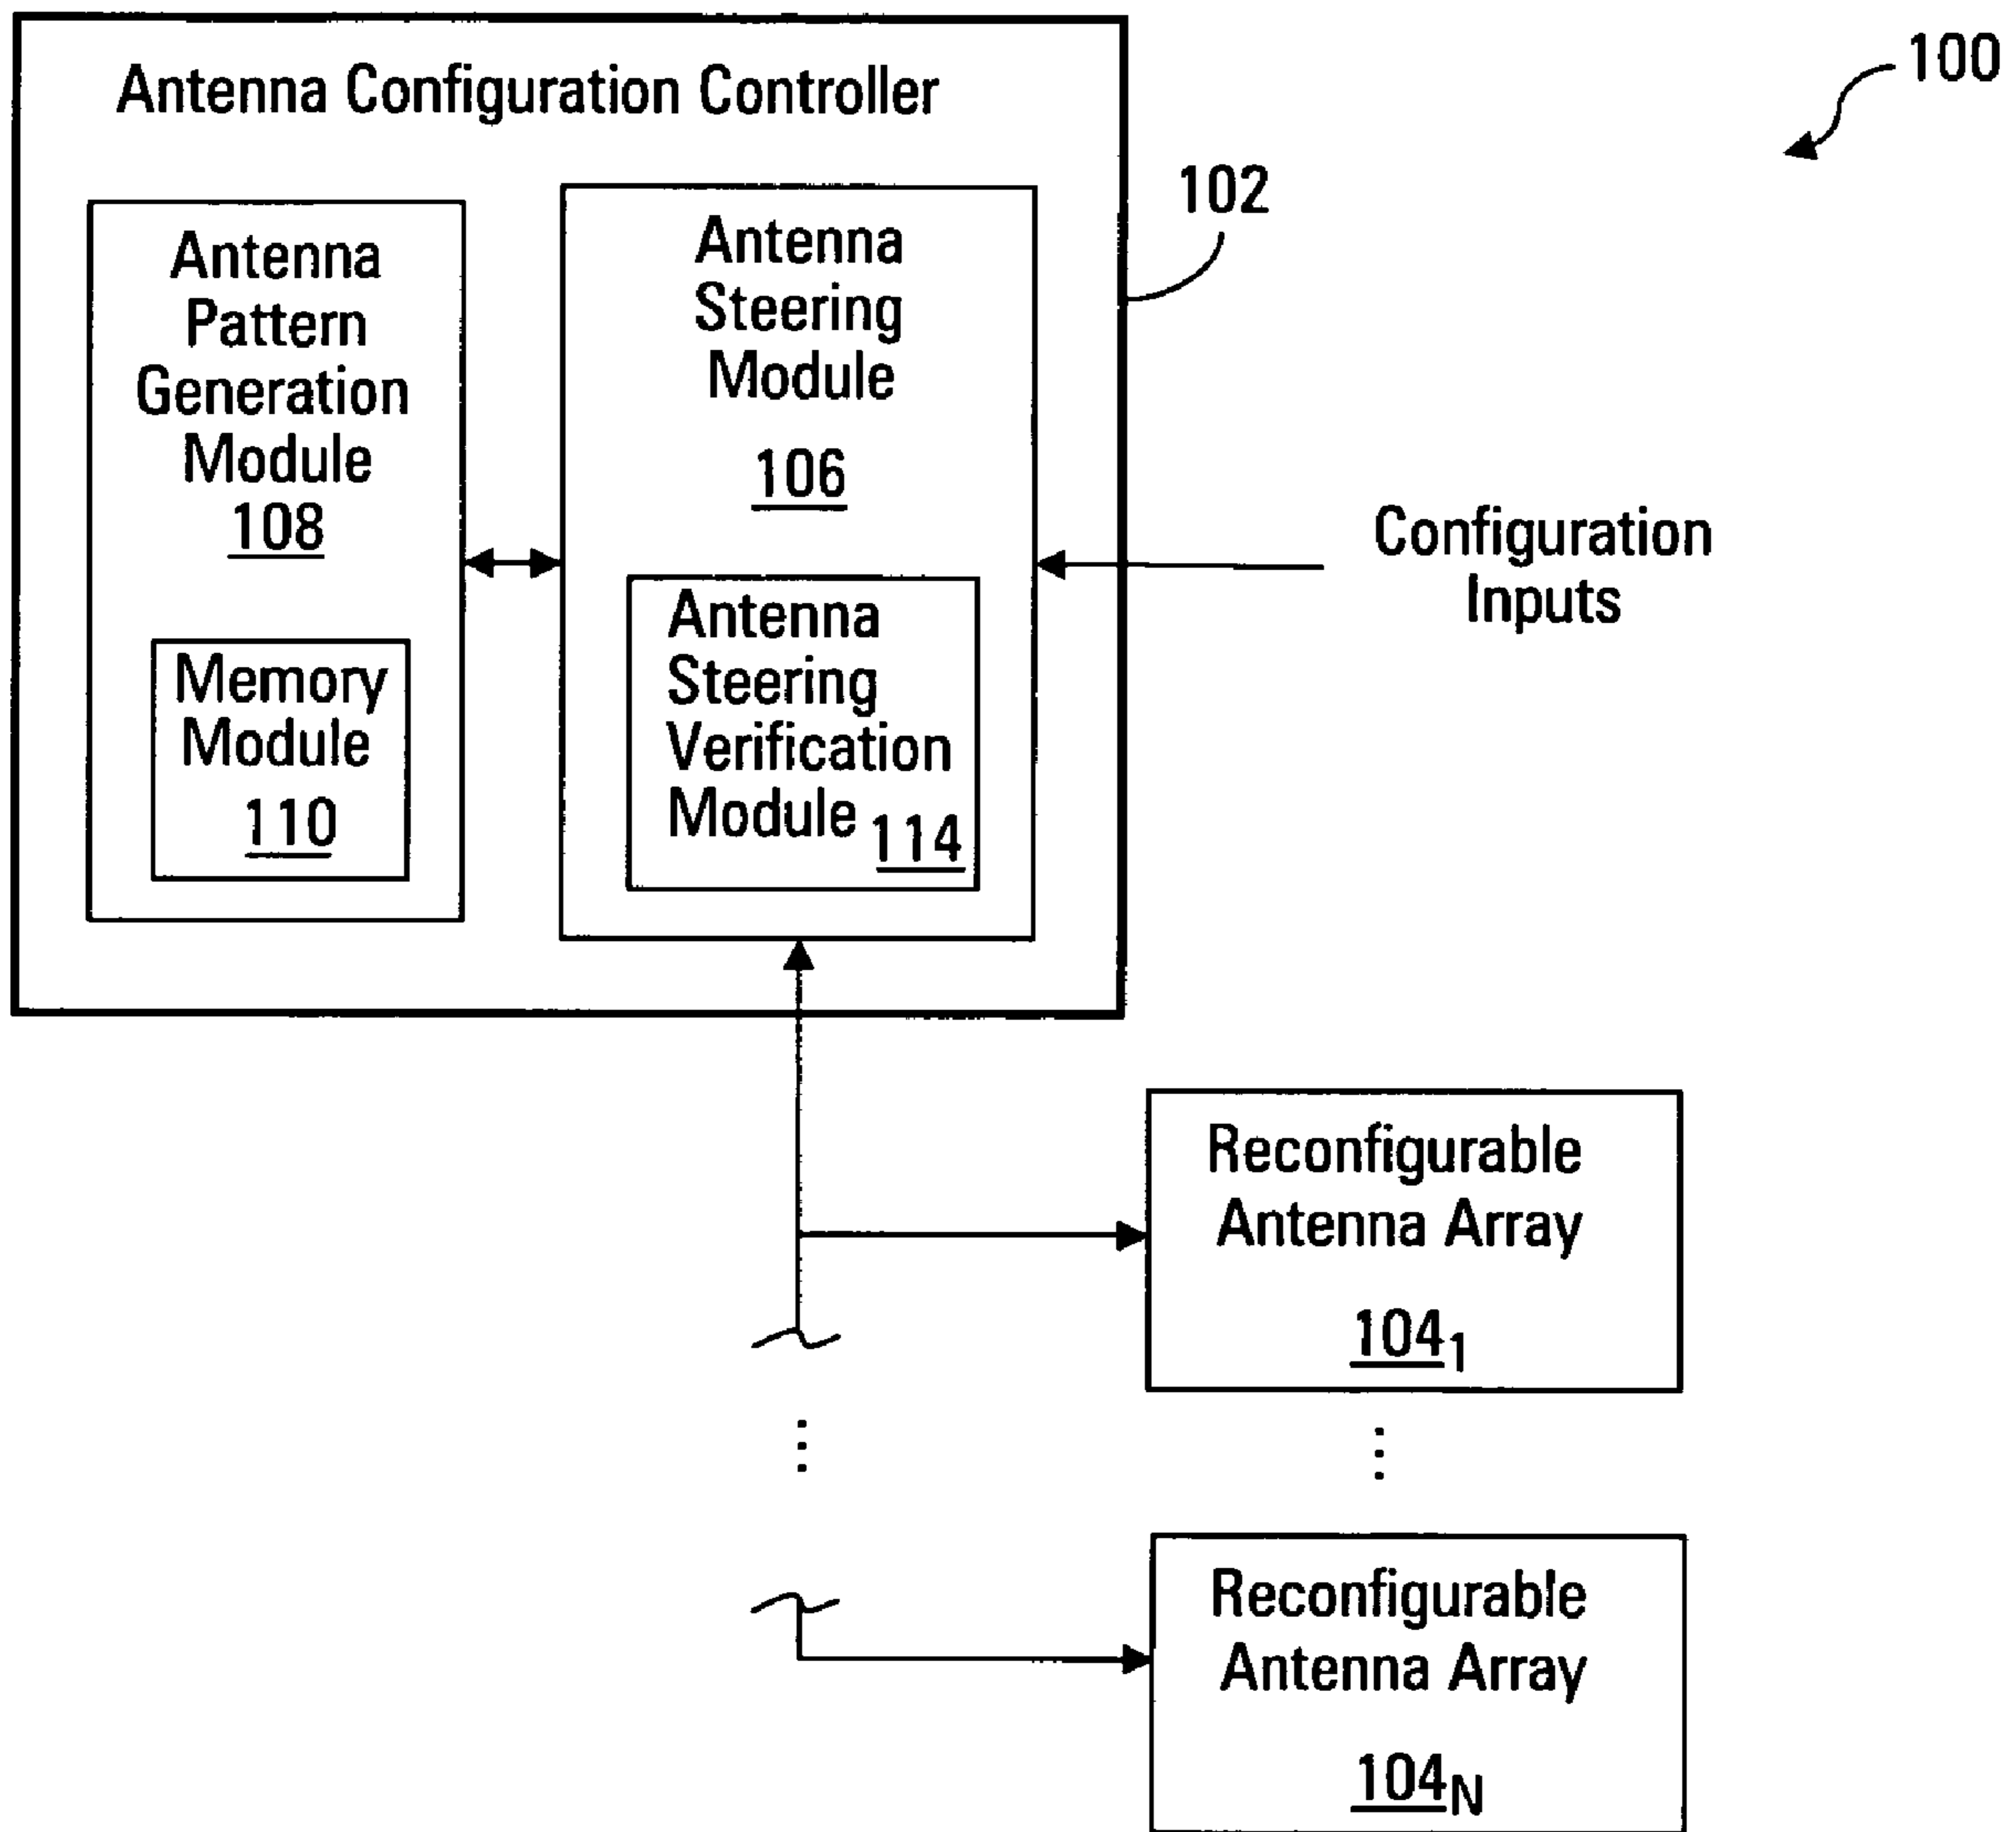 Antenna Configuration Controller
100
102
Antenna
Pattern
Generation
Module
108
Memory
Module
110
Antenna
Steering
Module
106
Antenna
Steering
Verification
Module 114
Configuration
Inputs
Reconfigurable
Antenna Array
104₁
Reconfigurable
Antenna Array
104N